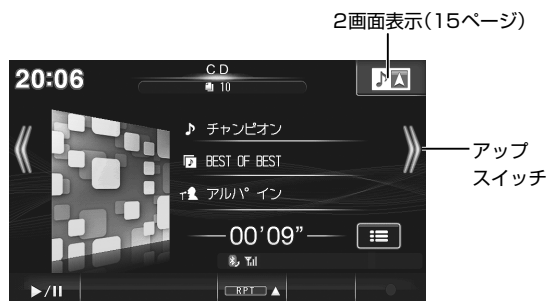 2画面表示(15ページ)
20:06
CD
10
チャンピオン
BEST OF BEST
アルパ イン
00'09"
アップ
スイッチ
RPT